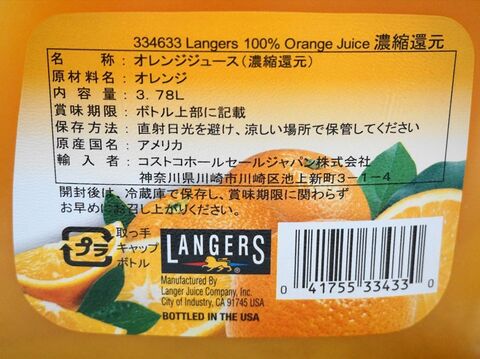 334633 Langers 100% Orange Juice 濃縮還元
名称：オレンジジュース（濃縮還元）
原材料名：オレンジ
内容量：3.78L
賞味期限：ボトル上部に記載
保存方法：直射日光を避け、涼しい場所で保管してください
原産国名：アメリカ
輸入者：コストコホールセールジャパン株式会社
神奈川県川崎市川崎区池上新町3-1-4
開封後は、冷蔵庫で保存し、賞味期限に関わらず
お早めにお召し上がりください。
プラ
取っ手
キャップ
ボトル
LANGERS
Manufactured By
Langer Juice Company, Inc.
City of Industry, CA 91745 USA
BOTTLED IN THE USA
0 41755 33433 0